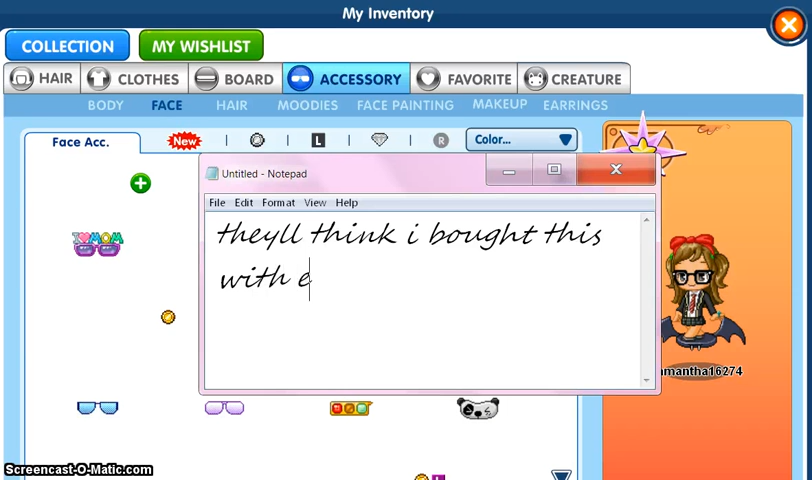 My Inventory
COLLECTION
MY WISHLIST
HAIR
CLOTHES
BOARD
ACCESSORY
FAVORITE
CREATURE
BODY
FACE
HAIR
MOODIES
FACE PAINTING
MAKEUP
EARRINGS
Face Acc.
New
L
R
Color...
Untitled - Notepad
File Edit Format View Help
theyll think i bought this
with e
I MOM
amantha16274
L
Screencast-O-Matic.com